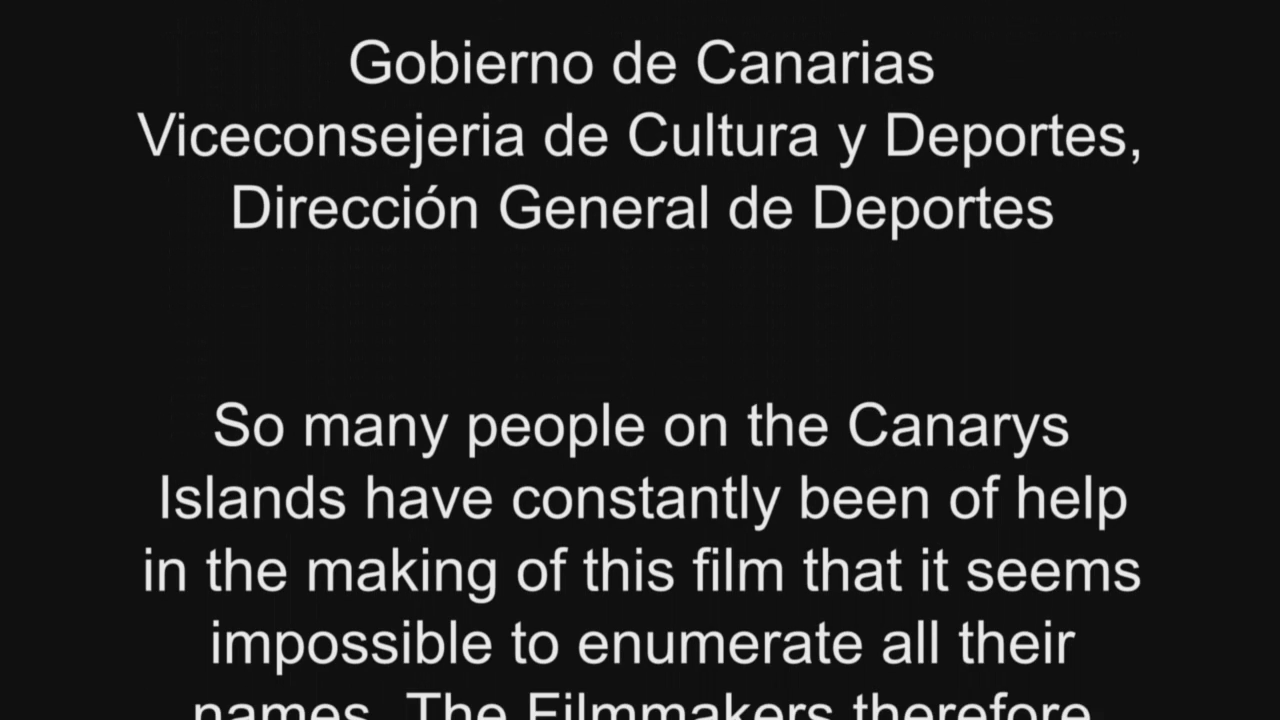 Gobierno de Canarias
Viceconsejeria de Cultura y Deportes,
Dirección General de Deportes
So many people on the Canarys
Islands have constantly been of help
in the making of this film that it seems
impossible to enumerate all their
names. The Filmmakers therefore